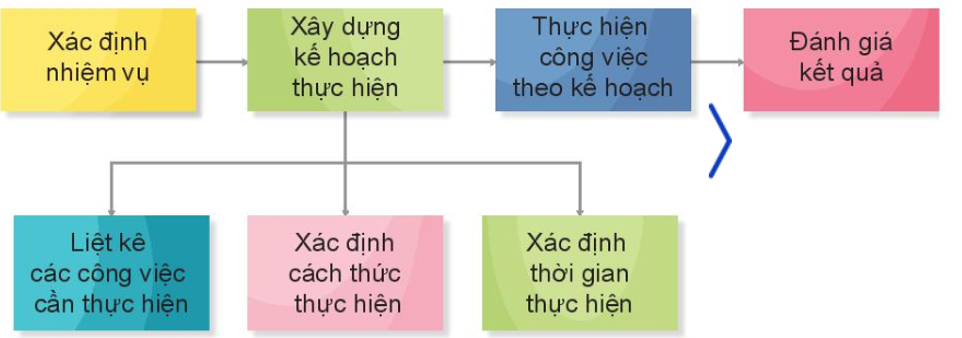 Xác định
nhiệm vụ
Xây dựng
kế hoạch
thực hiện
Thực hiện
công việc
theo kế hoạch
Đánh giá
kết quả
Liệt kê
các công việc
cần thực hiện
Xác định
cách thức
thực hiện
Xác định
thời gian
thực hiện